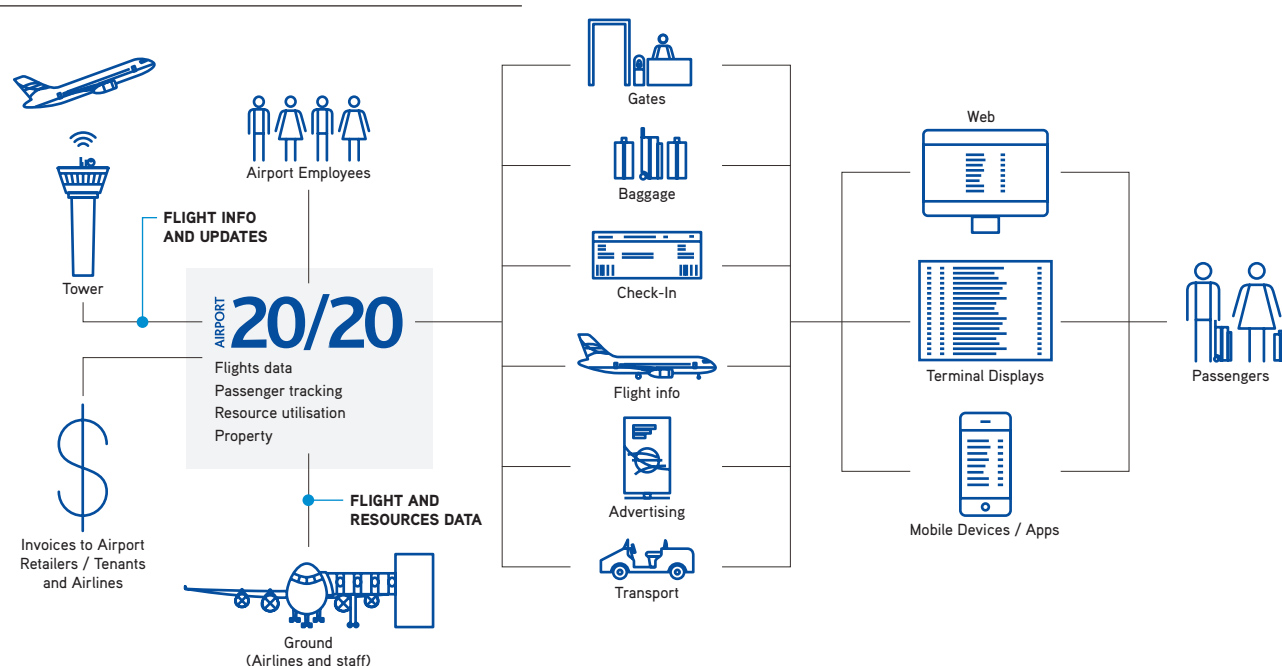 Gates
Web
Airport Employees
Baggage
FLIGHT INFO
AND UPDATES
Tower
Check-In
AIRPORT
20/20
Flights data
Passenger tracking
Resource utilisation
Property
Flight info
Terminal Displays
Passengers
FLIGHT AND
RESOURCES DATA
Advertising
Mobile Devices / Apps
Invoices to Airport
Retailers / Tenants
and Airlines
Transport
Ground
(Airlines and staff)